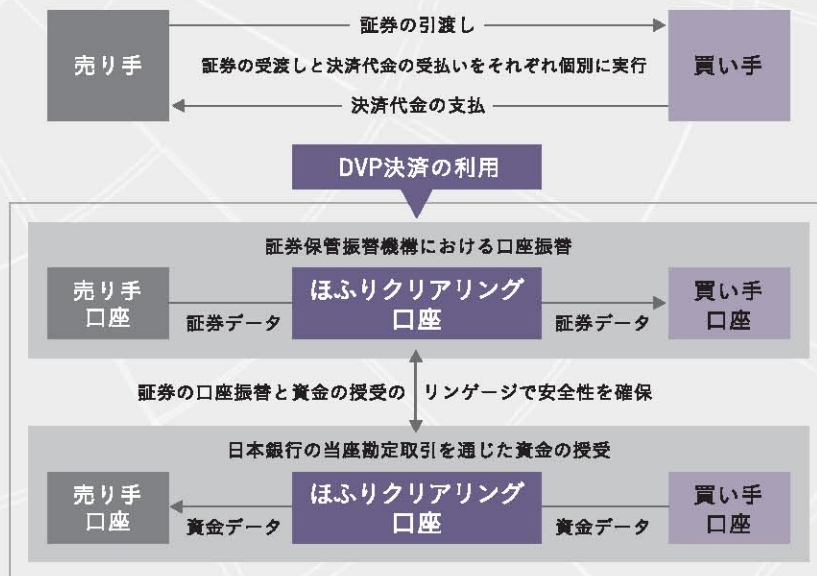 証券の引渡し
売り手
証券の受渡しと決済代金の受払いをそれぞれ個別に実行
買い手
決済代金の支払
DVP決済の利用
証券保管振替機構における口座振替
売り手
口座
証券データ
ほふりクリアリング
口座
証券データ
買い手
口座
証券の口座振替と資金の授受の リンケージで安全性を確保
日本銀行の当座勘定取引を通じた資金の授受
売り手
口座
資金データ
ほふりクリアリング
口座
資金データ
買い手
口座